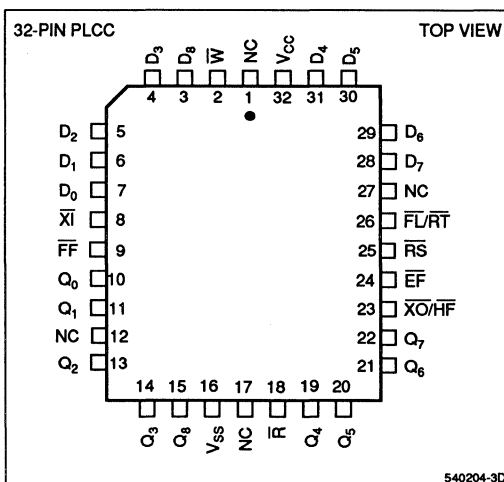 32-PIN PLCC TOP VIEW
D₃ D₈ W̅ NC V_CC D₄ D₅
4 3 2 1 32 31 30
D₂ 5 29 D₆
D₁ 6 28 D₇
D₀ 7 27 NC
X̅I̅ 8 26 F̅L̅/R̅T̅
F̅F̅ 9 25 R̅S̅
Q₀ 10 24 E̅F̅
Q₁ 11 23 X̅O̅/H̅F̅
NC 12 22 Q₇
Q₂ 13 21 Q₆
14 15 16 17 18 19 20
Q₃ Q₈ V_SS NC R̅ Q₄ Q₅
540204-3D